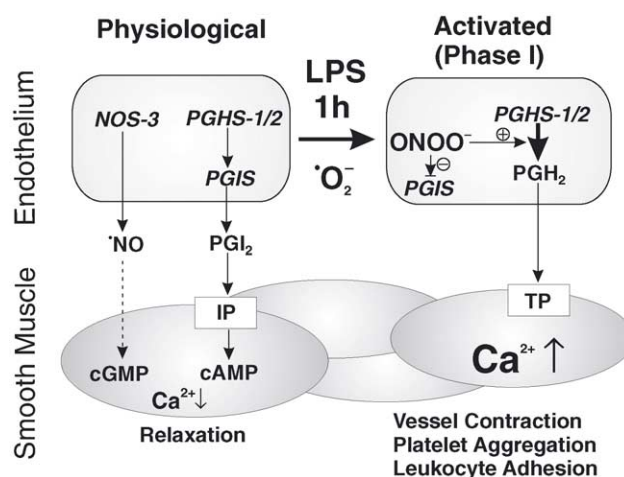 Physiological
Activated
(Phase I)
LPS
1h
•O₂⁻
Endothelium
NOS-3
PGHS-1/2
PGIS
•NO
PGI₂
ONOO⁻
⊕
PGHS-1/2
⊖
PGIS
PGH₂
Smooth Muscle
IP
cGMP
cAMP
Ca²⁺↓
Relaxation
TP
Ca²⁺ ↑
Vessel Contraction
Platelet Aggregation
Leukocyte Adhesion